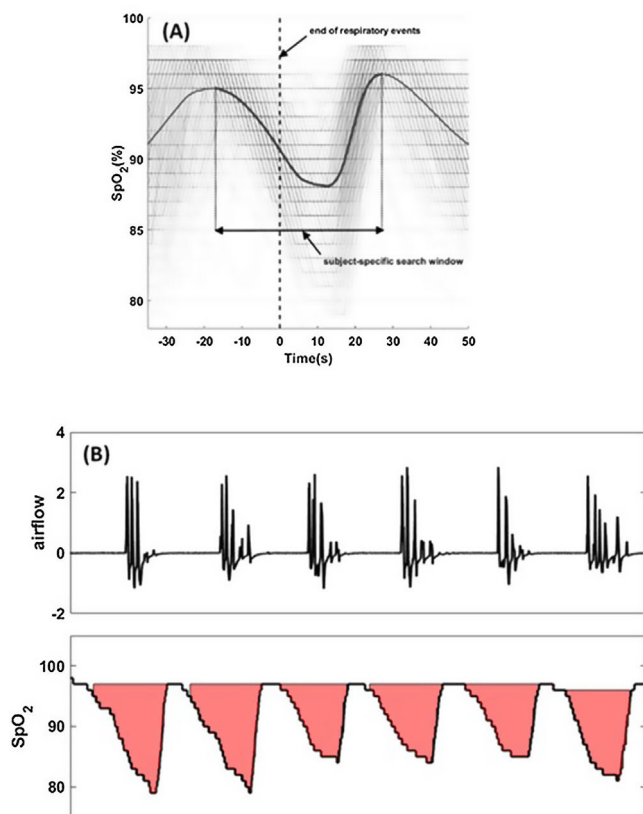 100
(A)
end of respiratory events
95
90
SpO2(%)
85
subject-specific search window
80
-30 -20 -10 0 10 20 30 40 50
Time(s)
4
(B)
2
airflow
0
-2
100
SpO2
90
80